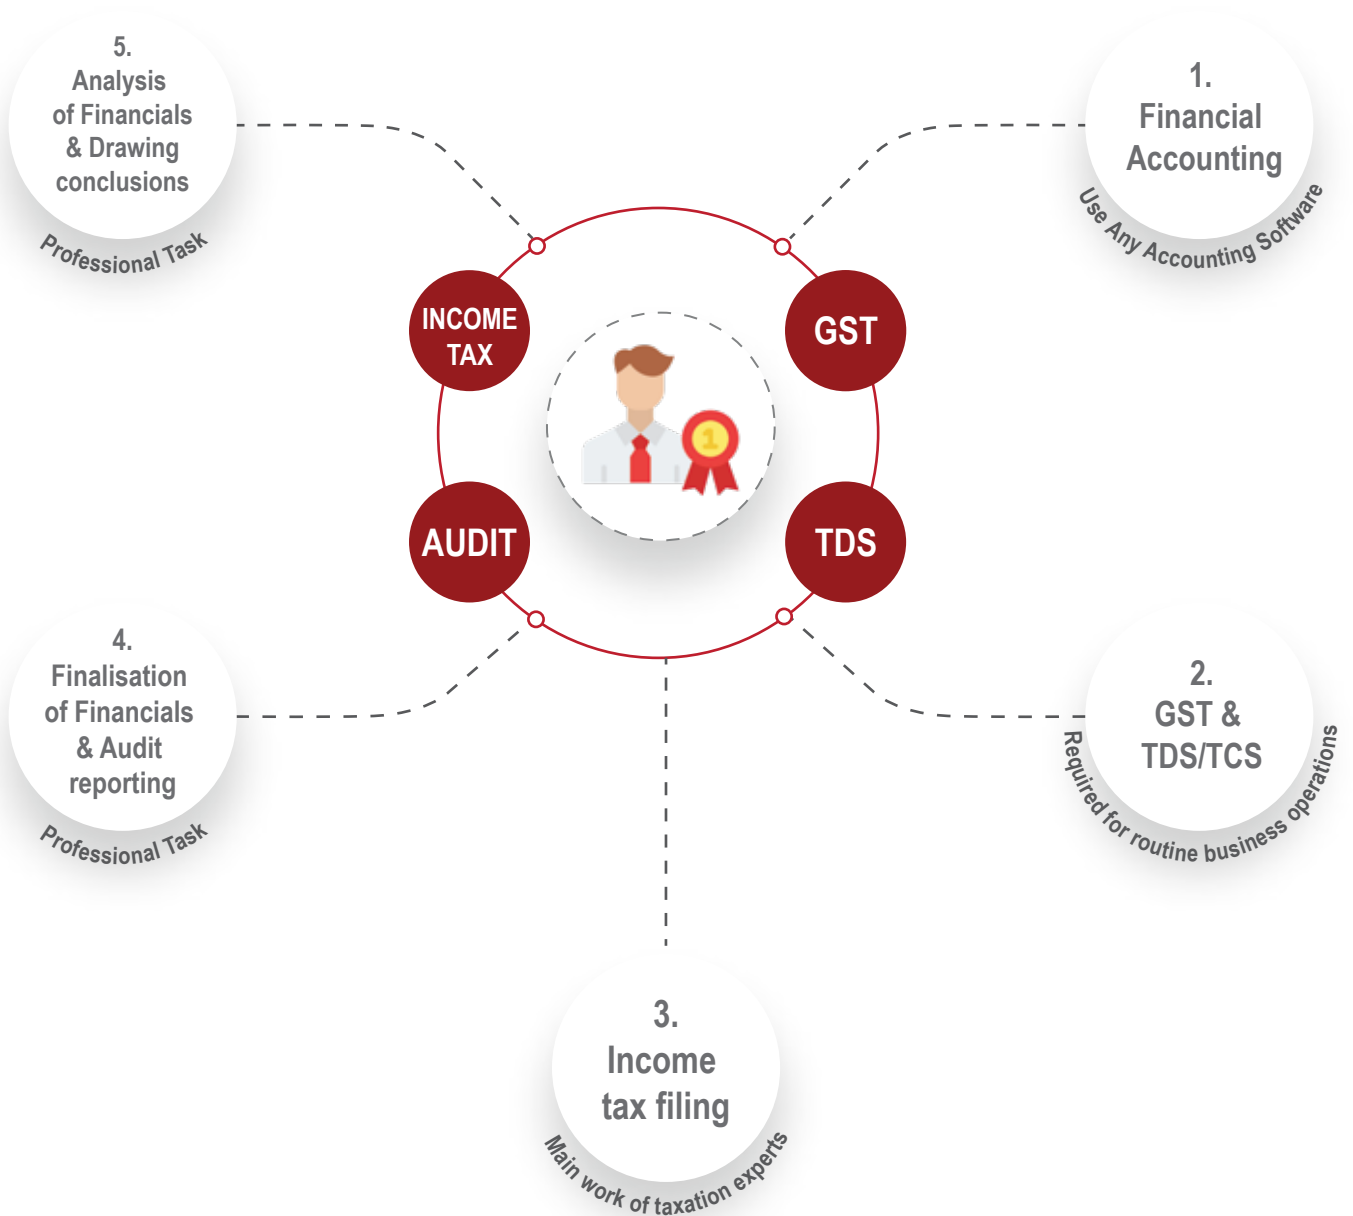 5.
Analysis
of Financials
& Drawing
conclusions
Professional Task
1.
Financial
Accounting
Use Any Accounting Software
INCOME
TAX
GST
1
AUDIT
TDS
4.
Finalisation
of Financials
& Audit
reporting
Professional Task
2.
GST &
TDS/TCS
Required for routine business operations
3.
Income
tax filing
Main work of taxation experts